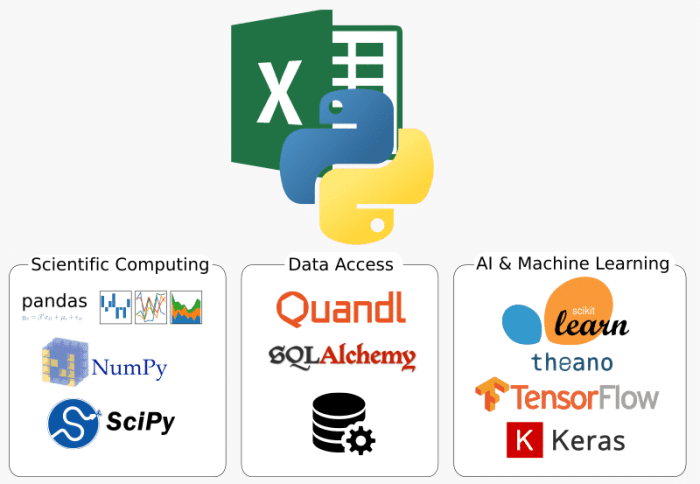 X
Scientific Computing
pandas
NumPy
SciPy
Data Access
Quandl
SQLAlchemy
AI & Machine Learning
scikit
learn
theano
TensorFlow
K Keras